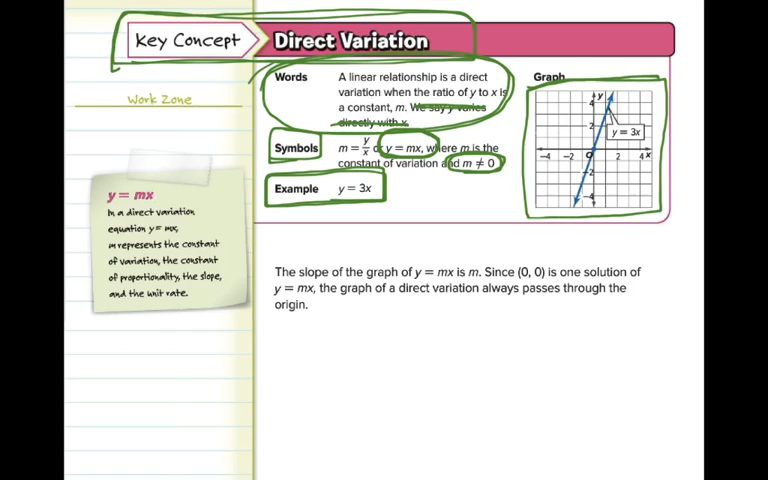 Key Concept Direct Variation
Work Zone
Words A linear relationship is a direct
variation when the ratio of y to x is
a constant, m. We say y varies
directly with x.
Symbols m = y/x or y = mx, where m is the
constant of variation and m ≠ 0
Example y = 3x
Graph
y
4
2
y = 3x
-4 -2 O 2 4 x
-2
-4
y = mx
In a direct variation
equation y = mx,
m represents the constant
of variation, the constant
of proportionality, the slope,
and the unit rate.
The slope of the graph of y = mx is m. Since (0, 0) is one solution of
y = mx, the graph of a direct variation always passes through the
origin.